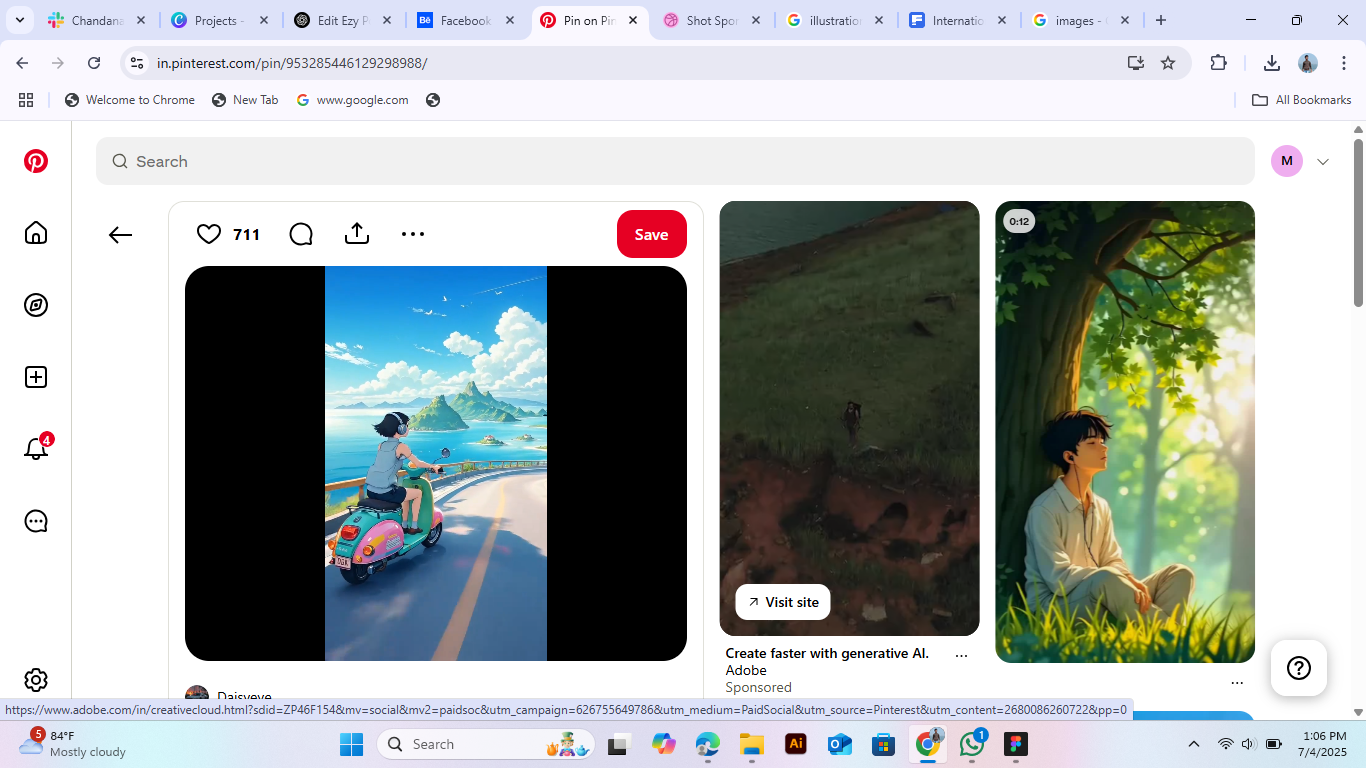 Chandana
Projects -
Edit Ezy P
Bē
Facebook
Pin on Pin
Shot Spor
illustration
Internatio
images -
in.pinterest.com/pin/953285446129298988/
Welcome to Chrome
New Tab
www.google.com
All Bookmarks
Search
M
711
Save
0:12
4
Visit site
Create faster with generative AI.
Adobe
Sponsored
Daisyeye
https://www.adobe.com/in/creativecloud.html?sdid=ZP46F154&mv=social&mv2=paidsoc&utm_campaign=626755649786&utm_medium=PaidSocial&utm_source=Pinterest&utm_content=2680086260722&pp=0
5
84°F
Mostly cloudy
Search
Ai
1
1:06 PM
7/4/2025